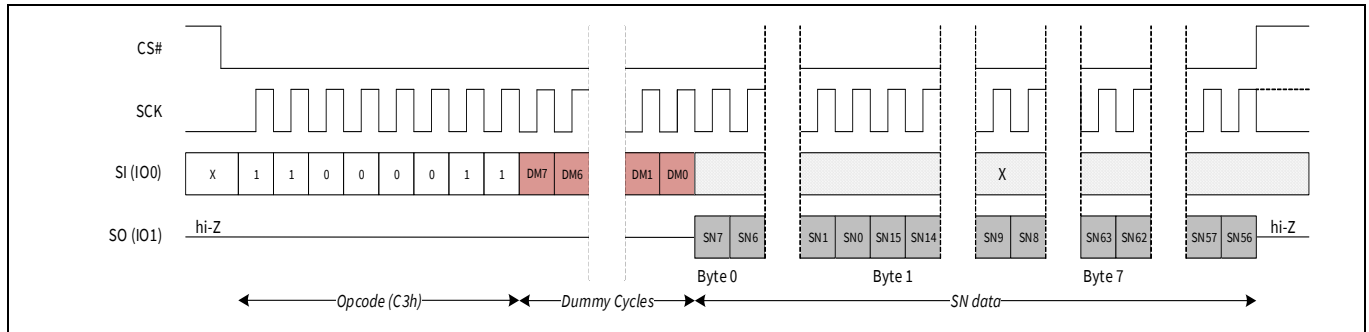 CS#
SCK
SI (IO0) X 1 1 0 0 0 0 1 1 DM7 DM6 DM1 DM0 X
hi-Z hi-Z
SO (IO1) SN7 SN6 SN1 SN0 SN15 SN14 SN9 SN8 SN63 SN62 SN57 SN56
Byte 0 Byte 1 Byte 7
Opcode (C3h) Dummy Cycles SN data